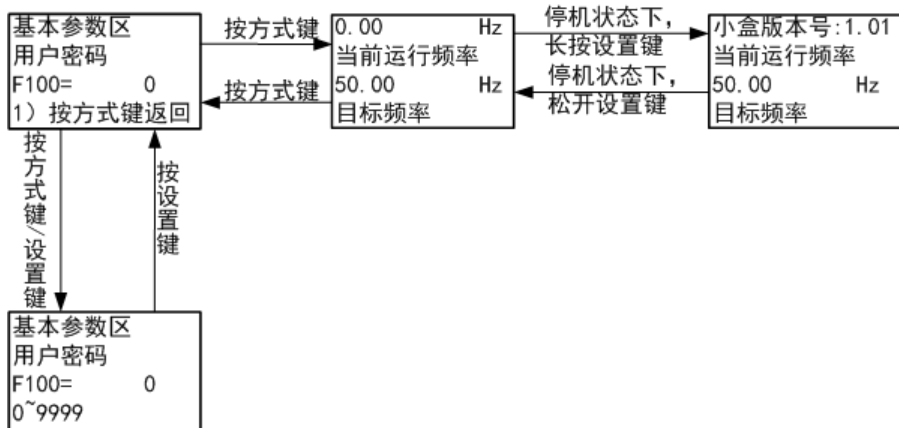 基本参数区
用户密码
F100= 0
1）按方式键返回
按方式键
按方式键
0.00 Hz
当前运行频率
50.00 Hz
目标频率
停机状态下，
长按设置键
停机状态下，
松开设置键
小盒版本号:1.01
当前运行频率
50.00 Hz
目标频率
按方式键/设置键
按设置键
基本参数区
用户密码
F100= 0
0~9999